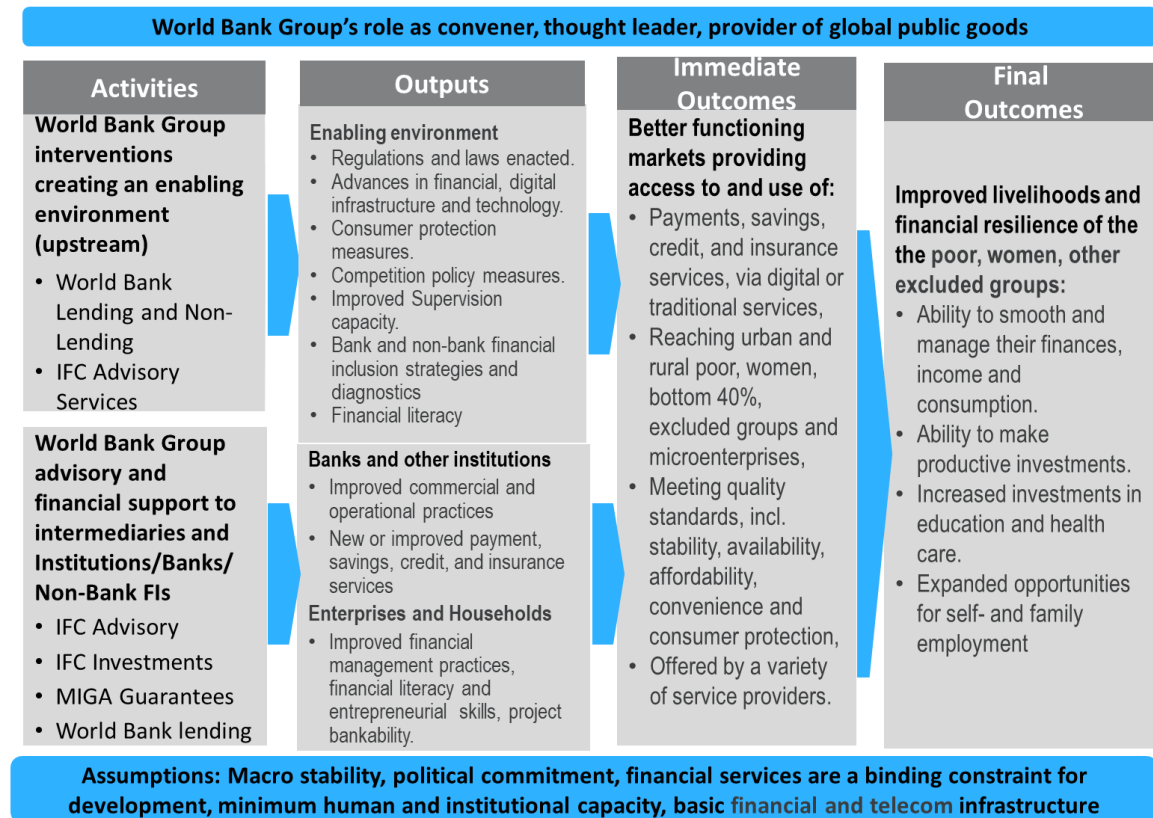 World Bank Group's role as convener, thought leader, provider of global public goods
Activities
World Bank Group
interventions
creating an enabling
environment
(upstream)
• World Bank
Lending and Non-
Lending
• IFC Advisory
Services
World Bank Group
advisory and
financial support to
intermediaries and
Institutions/Banks/
Non-Bank FIs
• IFC Advisory
• IFC Investments
• MIGA Guarantees
• World Bank lending
Outputs
Enabling environment
• Regulations and laws enacted.
• Advances in financial, digital
infrastructure and technology.
• Consumer protection
measures.
• Competition policy measures.
• Improved Supervision
capacity.
• Bank and non-bank financial
inclusion strategies and
diagnostics
• Financial literacy
Banks and other institutions
• Improved commercial and
operational practices
• New or improved payment,
savings, credit, and insurance
services
Enterprises and Households
• Improved financial
management practices,
financial literacy and
entrepreneurial skills, project
bankability.
Immediate
Outcomes
Better functioning
markets providing
access to and use of:
• Payments, savings,
credit, and insurance
services, via digital or
traditional services,
• Reaching urban and
rural poor, women,
bottom 40%,
excluded groups and
microenterprises,
• Meeting quality
standards, incl.
stability, availability,
affordability,
convenience and
consumer protection,
• Offered by a variety
of service providers.
Final
Outcomes
Improved livelihoods and
financial resilience of the
the poor, women, other
excluded groups:
• Ability to smooth and
manage their finances,
income and
consumption.
• Ability to make
productive investments.
• Increased investments in
education and health
care.
• Expanded opportunities
for self- and family
employment
Assumptions: Macro stability, political commitment, financial services are a binding constraint for
development, minimum human and institutional capacity, basic financial and telecom infrastructure